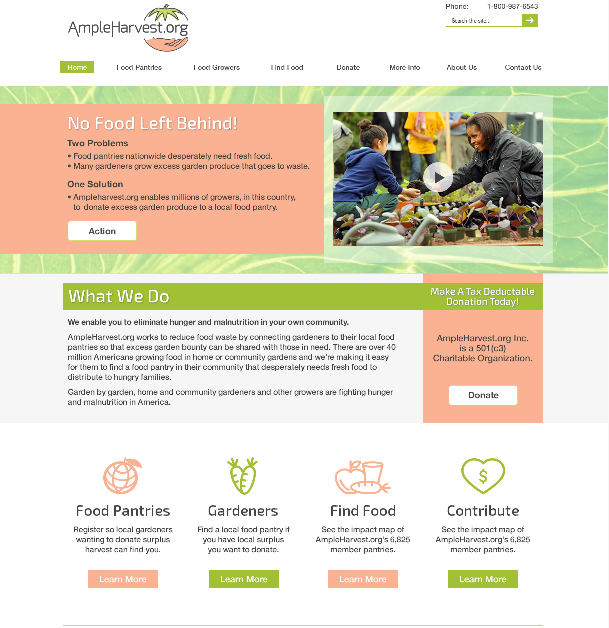 AmpleHarvest.org
Phone: 1-800-987-6543
Search the site..
Home Food Pantries Food Growers Find Food Donate More Info About Us Contact Us
No Food Left Behind!
Two Problems
• Food pantries nationwide desperately need fresh food.
• Many gardeners grow excess garden produce that goes to waste.
One Solution
• Ampleharvest.org enables millions of growers, in this country,
to donate excess garden produce to a local food pantry.
Action
What We Do
We enable you to eliminate hunger and malnutrition in your own community.
AmpleHarvest.org works to reduce food waste by connecting gardeners to their local food
pantries so that excess garden bounty can be shared with those in need. There are over 40
million Americans growing food in home or community gardens and we're making it easy
for them to find a food pantry in their community that desperately needs fresh food to
distribute to hungry families.
Garden by garden, home and community gardeners and other growers are fighting hunger
and malnutrition in America.
Make A Tax Deductable
Donation Today!
AmpleHarvest.org Inc.
is a 501(c3)
Charitable Organization.
Donate
Food Pantries
Register so local gardeners
wanting to donate surplus
harvest can find you.
Learn More
Gardeners
Find a local food pantry if
you have local surplus
you want to donate.
Learn More
Find Food
See the impact map of
AmpleHarvest.org's 6,825
member pantries.
Learn More
$
Contribute
See the impact map of
AmpleHarvest.org's 6,825
member pantries.
Learn More